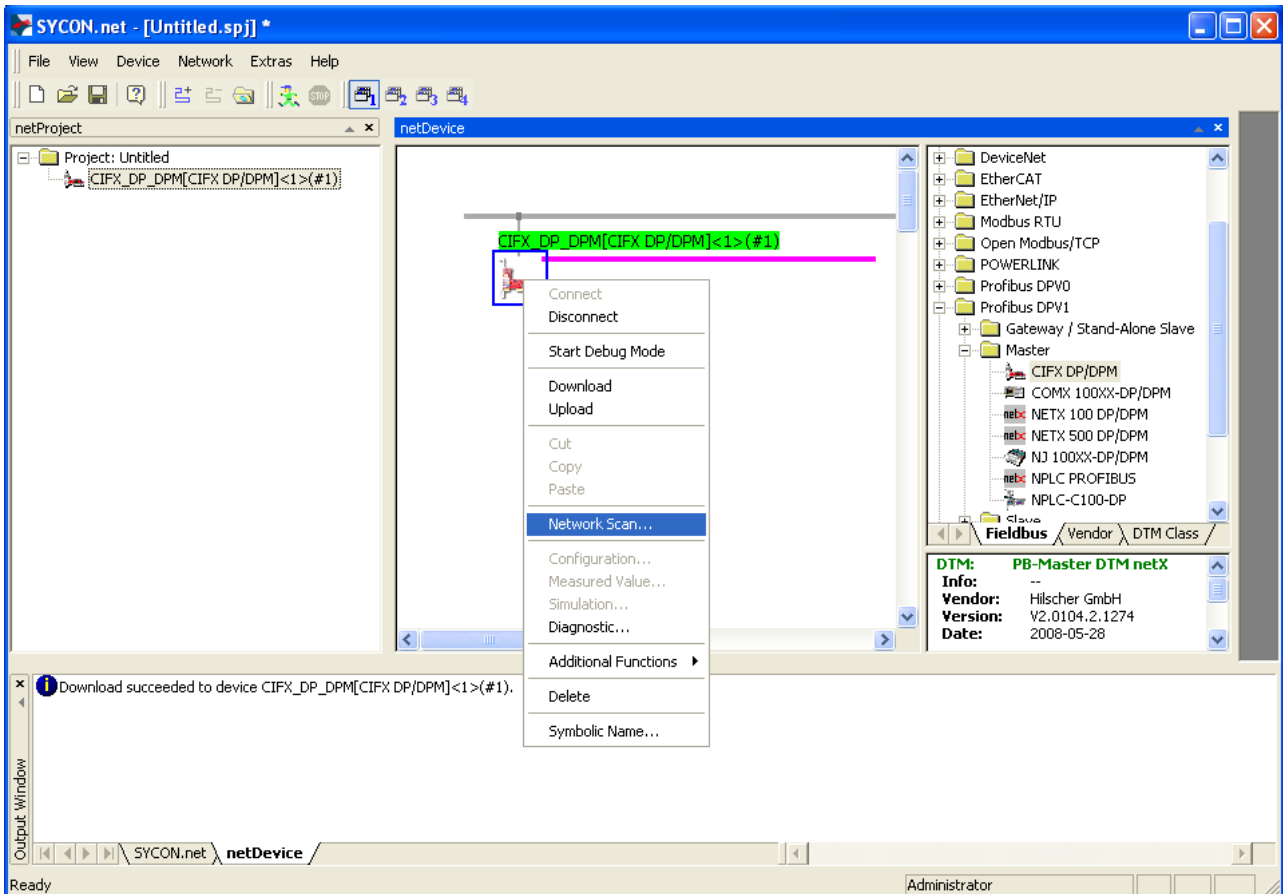 SYCON.net - [Untitled.spj] *
File View Device Network Extras Help
netProject
netDevice
Project: Untitled
CIFX_DP_DPM[CIFX DP/DPM]<1>(#1)
CIFX_DP_DPM[CIFX DP/DPM]<1>(#1)
Connect
Disconnect
Start Debug Mode
Download
Upload
Cut
Copy
Paste
Network Scan...
Configuration...
Measured Value...
Simulation...
Diagnostic...
Additional Functions
Delete
Symbolic Name...
DeviceNet
EtherCAT
EtherNet/IP
Modbus RTU
Open Modbus/TCP
POWERLINK
Profibus DPV0
Profibus DPV1
Gateway / Stand-Alone Slave
Master
CIFX DP/DPM
COMX 100XX-DP/DPM
netX NETX 100 DP/DPM
netX NETX 500 DP/DPM
NJ 100XX-DP/DPM
netX NPLC PROFIBUS
NPLC-C100-DP
Slave
Fieldbus Vendor DTM Class
DTM: PB-Master DTM netX
Info: --
Vendor: Hilscher GmbH
Version: V2.0104.2.1274
Date: 2008-05-28
Download succeeded to device CIFX_DP_DPM[CIFX DP/DPM]<1>(#1).
Output Window
SYCON.net netDevice
Ready
Administrator